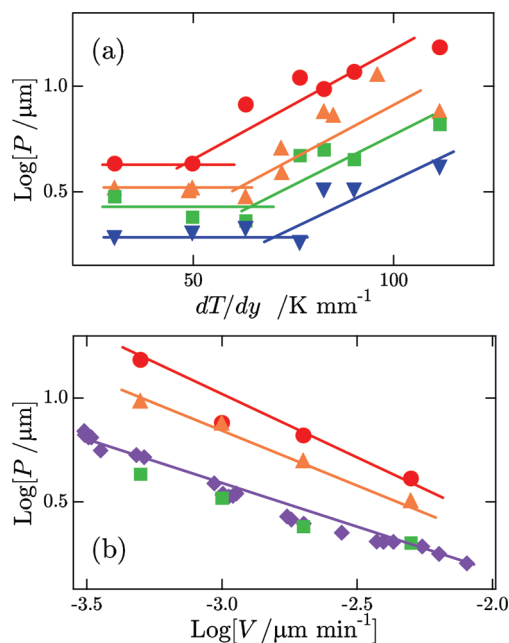 (a)
Log[P /μm]
1.0
0.5
50
100
dT/dy /K mm⁻¹
(b)
Log[P /μm]
1.0
0.5
-3.5
-3.0
-2.5
-2.0
Log[V /μm min⁻¹]